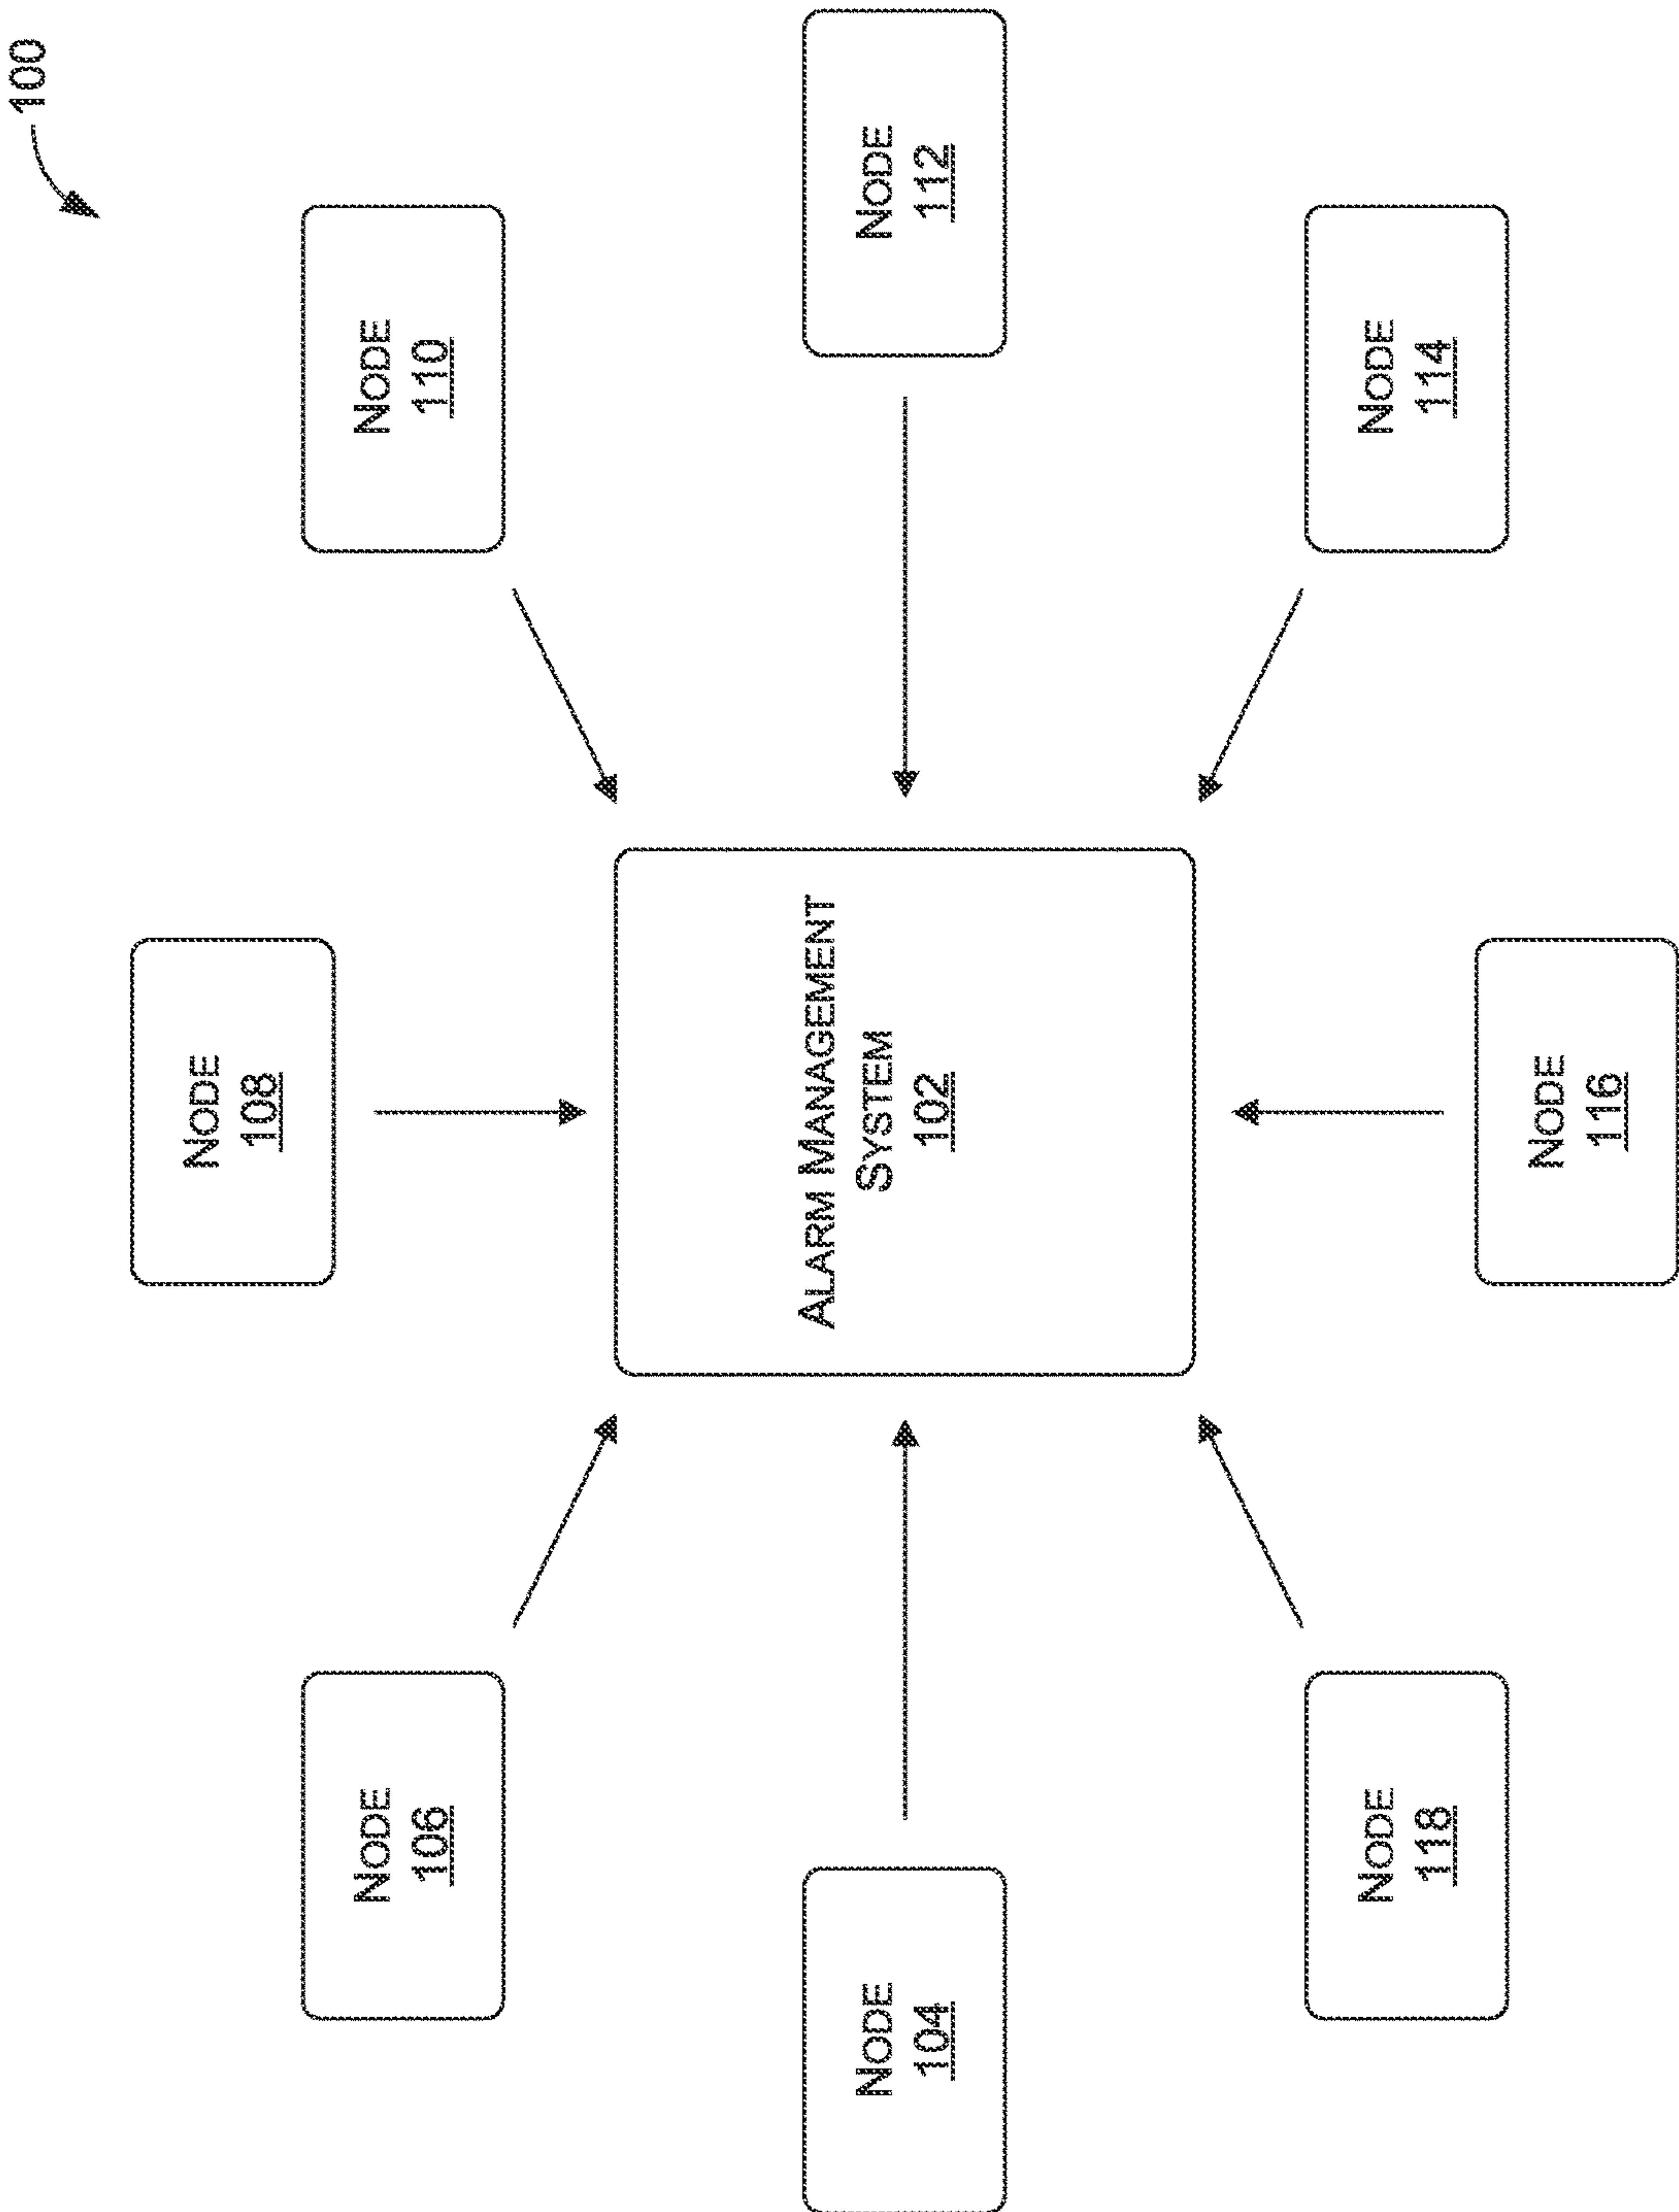 100
NODE
108
NODE
106
NODE
110
ALARM MANAGEMENT
SYSTEM
102
NODE
104
NODE
112
NODE
118
NODE
114
NODE
116